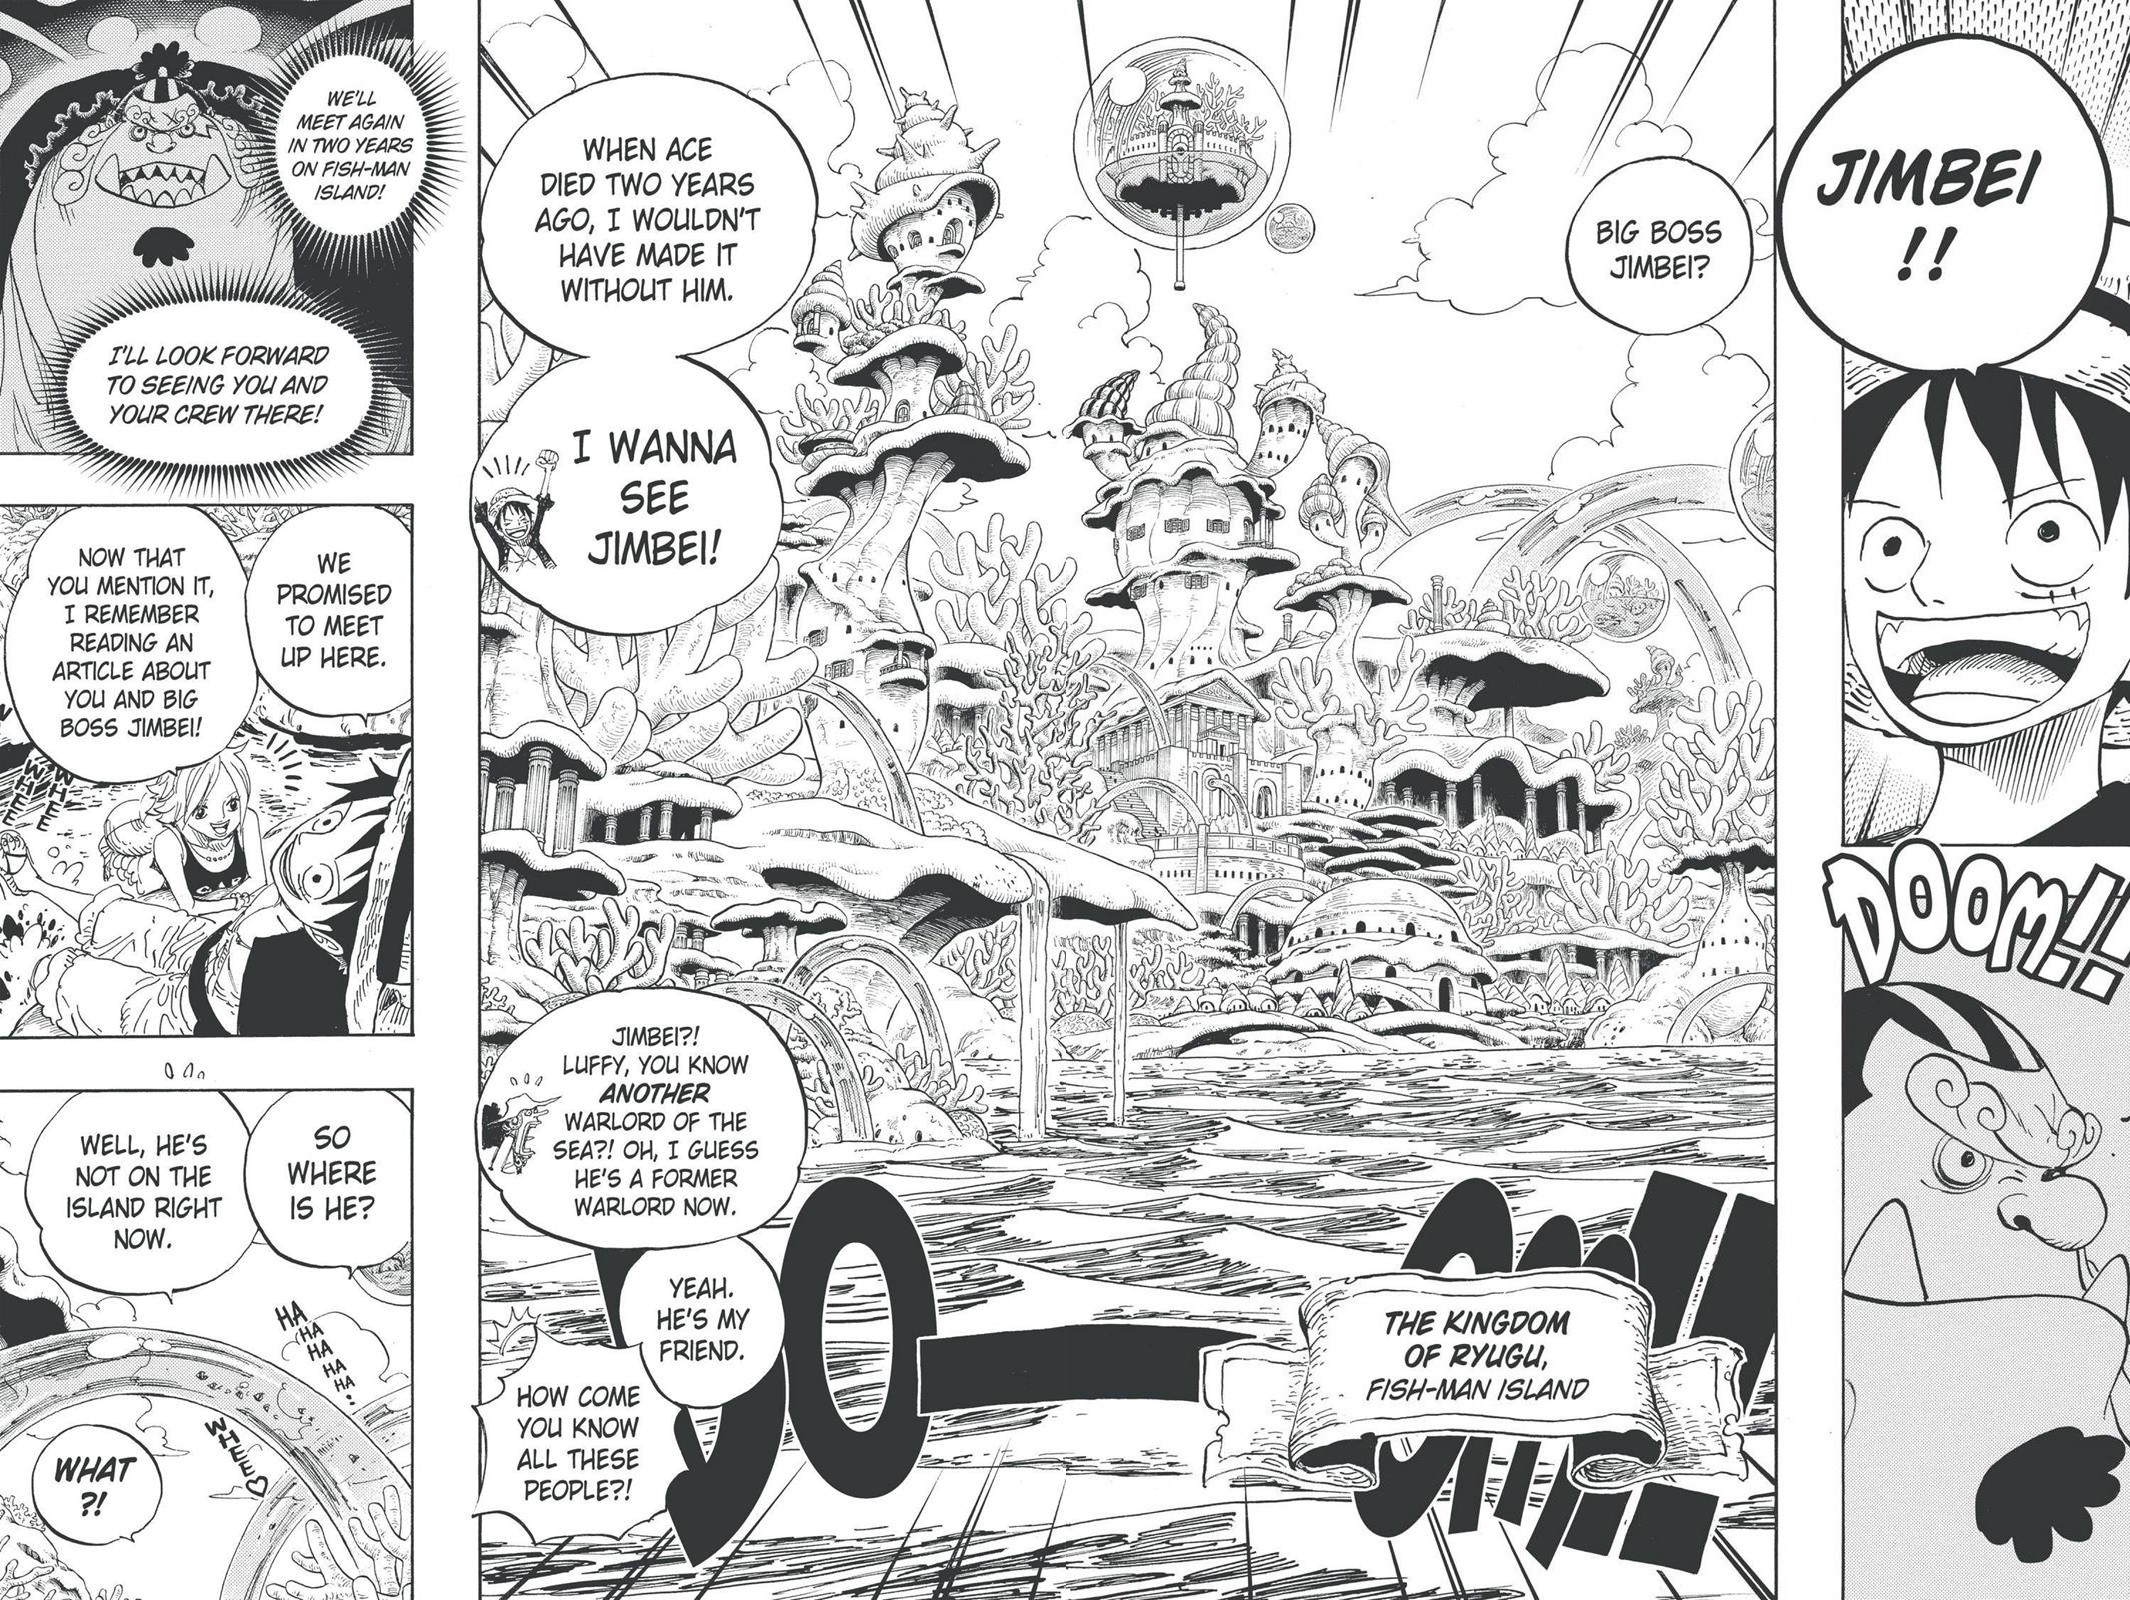 JIMBEI
!!
DOOM!!
BIG BOSS
JIMBEI?
WHEN ACE
DIED TWO YEARS
AGO, I WOULDN'T
HAVE MADE IT
WITHOUT HIM.
I WANNA
SEE
JIMBEI!
THE KINGDOM
OF RYUGU,
FISH-MAN ISLAND
JIMBEI?!
LUFFY, YOU KNOW
ANOTHER
WARLORD OF THE
SEA?! OH, I GUESS
HE'S A FORMER
WARLORD NOW.
YEAH.
HE'S MY
FRIEND.
HOW COME
YOU KNOW
ALL THESE
PEOPLE?!
WE'LL
MEET AGAIN
IN TWO YEARS
ON FISH-MAN
ISLAND!
I'LL LOOK FORWARD
TO SEEING YOU AND
YOUR CREW THERE!
WE
PROMISED
TO MEET
UP HERE.
NOW THAT
YOU MENTION IT,
I REMEMBER
READING AN
ARTICLE ABOUT
YOU AND BIG
BOSS JIMBEI!
WHEE
WHEE
SO
WHERE
IS HE?
WELL, HE'S
NOT ON THE
ISLAND RIGHT
NOW.
HA
HA
HA
HA
HA!
WHEE♡
WHAT
?!